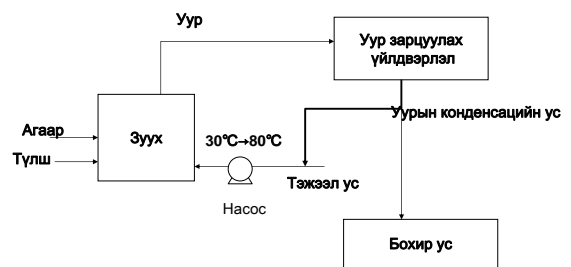 Уур
Уур зарцуулах
үйлдвэрлэл
Уурын конденсацийн ус
Агаар
Түлш
Зуух
30℃→80℃
Тэжээл ус
Насос
Бохир ус